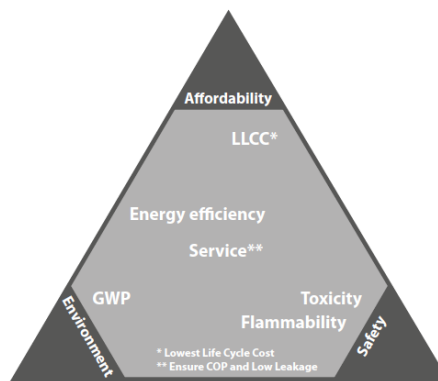 Affordability
LLCC*
Energy efficiency
Service**
GWP
Toxicity
Flammability
Environment
Safety
* Lowest Life Cycle Cost
** Ensure COP and Low Leakage